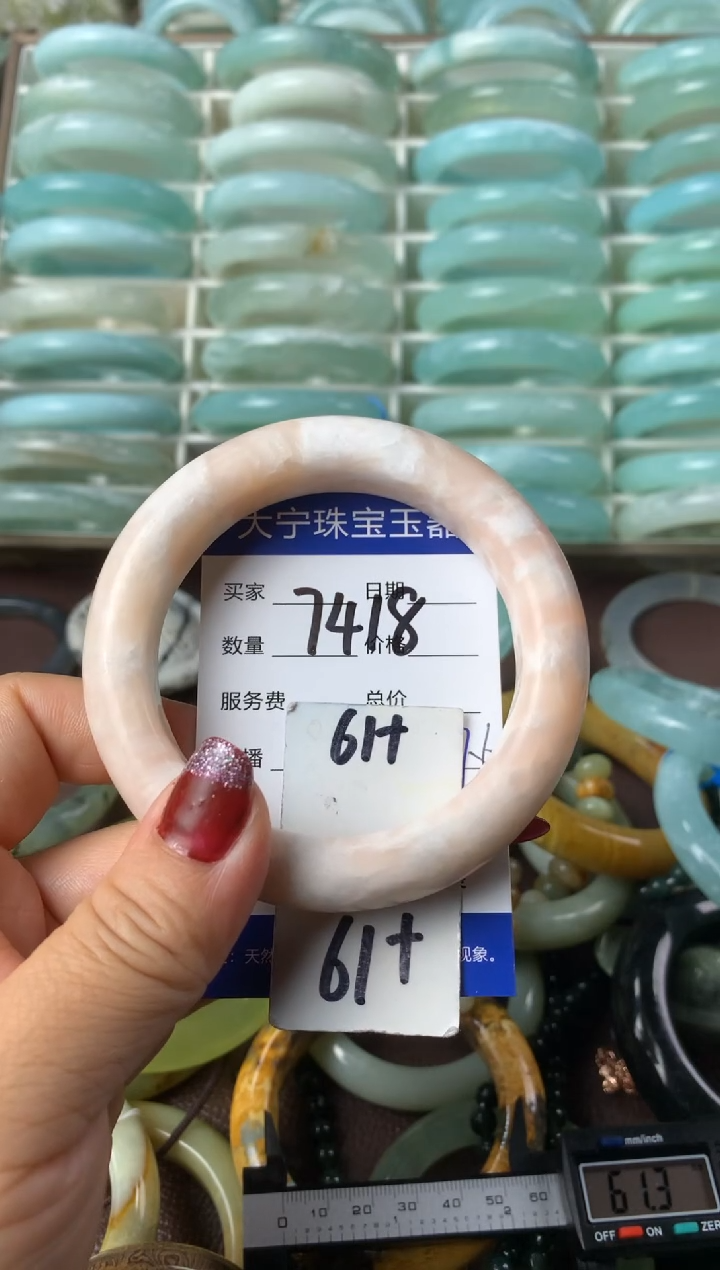 大宁珠宝玉器
买家 日期
7418
数量 价格
服务费 总价
播
61+
61+
: 天然 现象。
mm/inch
61.3
0 10 20 30 40 50 60
OFF ON ZER